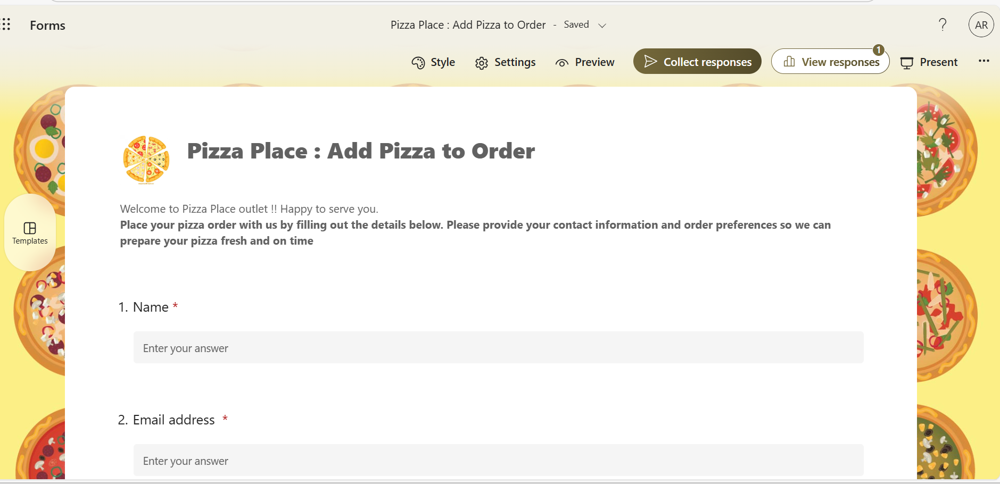 Forms
Pizza Place : Add Pizza to Order - Saved
?
AR
Style
Settings
Preview
Collect responses
View responses
1
Present
...
Pizza Place : Add Pizza to Order
Welcome to Pizza Place outlet !! Happy to serve you.
Place your pizza order with us by filling out the details below. Please provide your contact information and order preferences so we can
prepare your pizza fresh and on time
Templates
1. Name *
Enter your answer
2. Email address *
Enter your answer